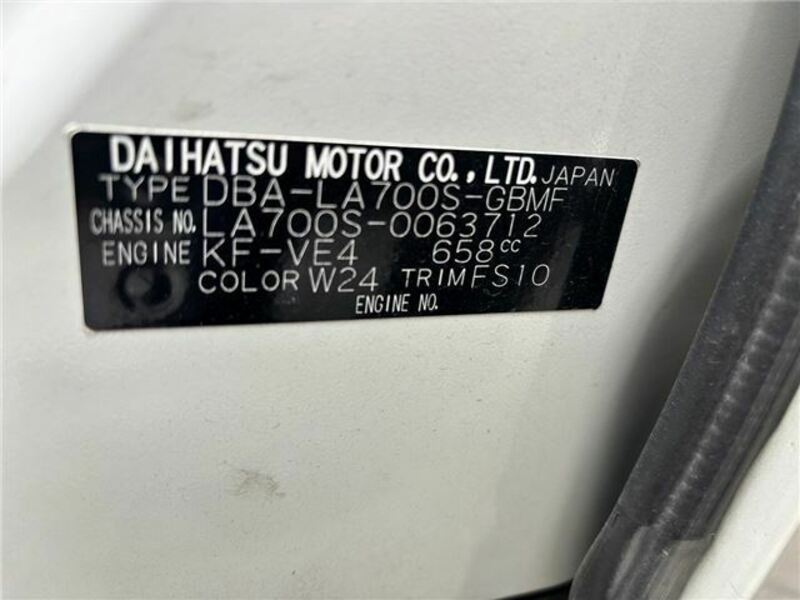 DAIHATSU MOTOR CO.,LTD. JAPAN
TYPE DBA-LA700S-GBMF
CHASSIS NO. LA700S-0063712
ENGINE KF-VE4 658cc
COLOR W24 TRIM FS10
ENGINE NO.